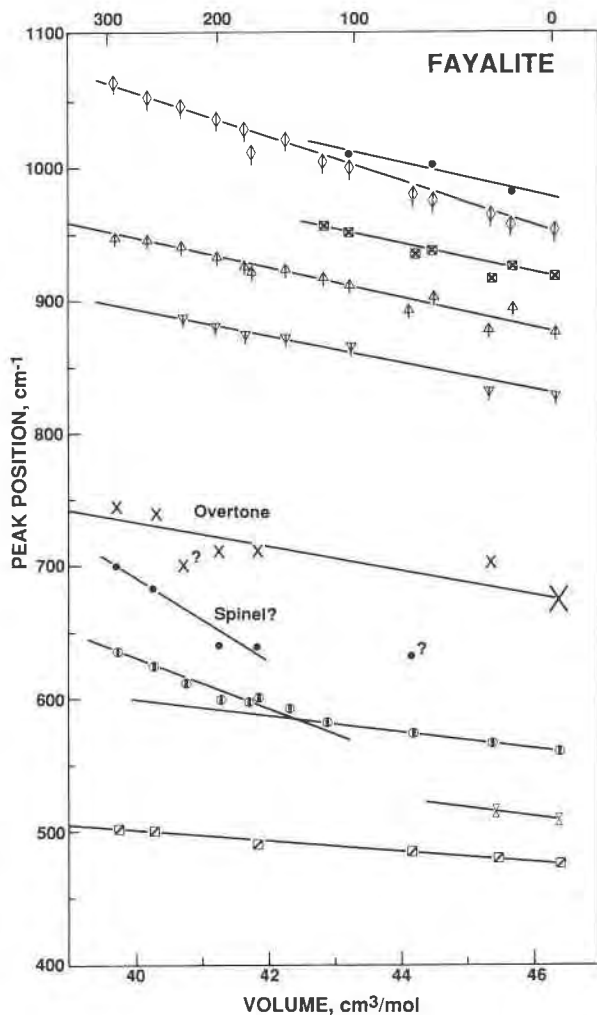 300 200 100 0
1100
FAYALITE
1000
900
800
Overtone
?
700
Spinel?
?
600
500
400
PEAK POSITION, cm-1
40 42 44 46
VOLUME, cm3/mol